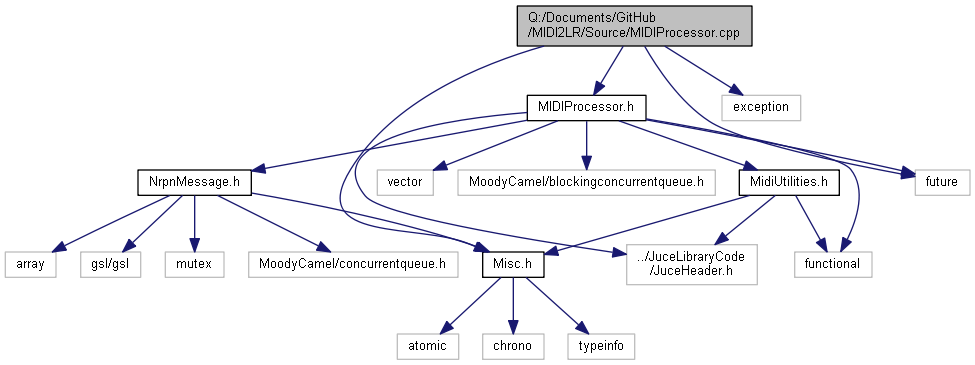 Q:/Documents/GitHub
/MIDI2LR/Source/MIDIProcessor.cpp
MIDIProcessor.h
exception
NrpnMessage.h
vector
MoodyCamel/blockingconcurrentqueue.h
MidiUtilities.h
future
array
gsl/gsl
mutex
MoodyCamel/concurrentqueue.h
Misc.h
../JuceLibraryCode
/JuceHeader.h
functional
atomic
chrono
typeinfo